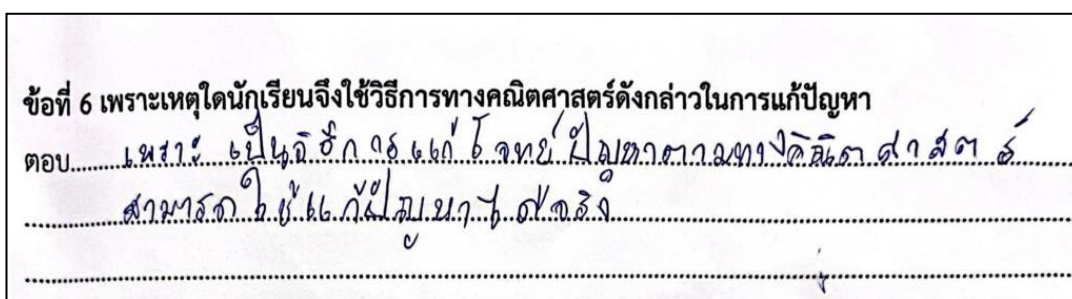 ข้อที่ 6 เพราะเหตุใดนักเรียนจึงใช้วิธีการทางคณิตศาสตร์ดังกล่าวในการแก้ปัญหา
ตอบ เพราะ เป็นวิธีการแก้โจทย์ปัญหาตามทางคณิตศาสตร์
สามารถใช้แก้ปัญหาได้จริง